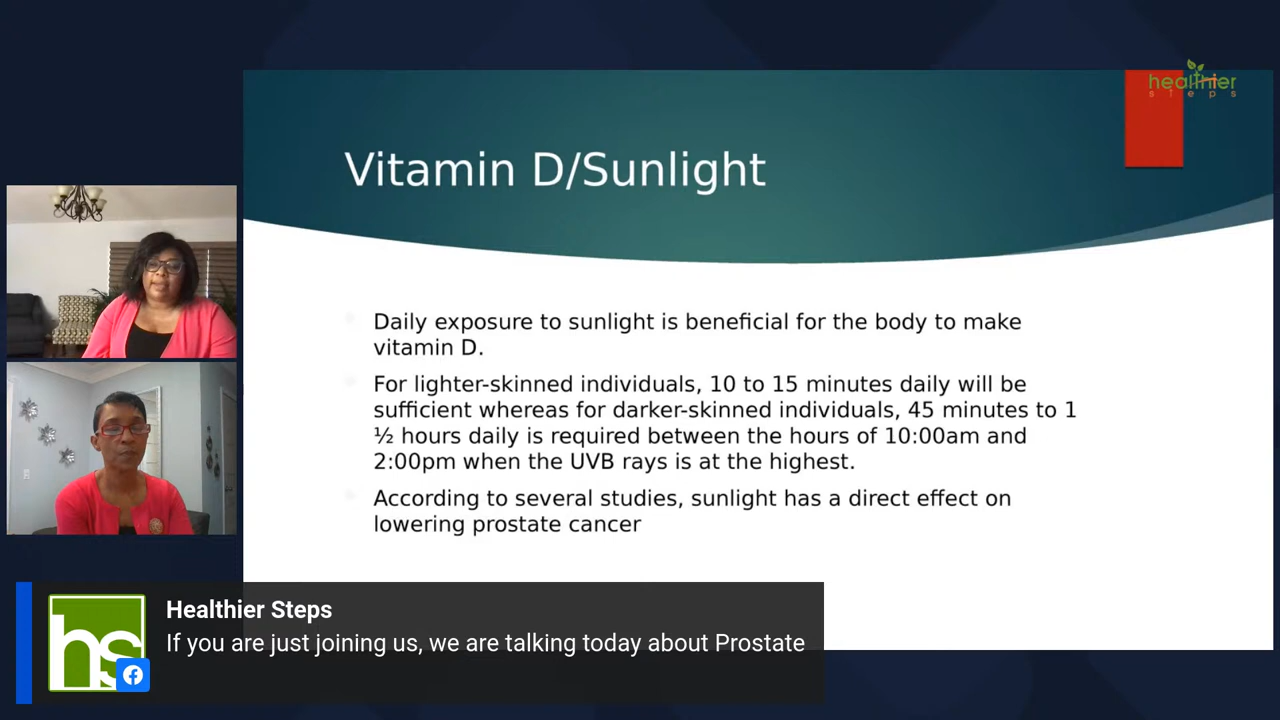 healthier
steps
Vitamin D/Sunlight
Daily exposure to sunlight is beneficial for the body to make
vitamin D.
For lighter-skinned individuals, 10 to 15 minutes daily will be
sufficient whereas for darker-skinned individuals, 45 minutes to 1
½ hours daily is required between the hours of 10:00am and
2:00pm when the UVB rays is at the highest.
According to several studies, sunlight has a direct effect on
lowering prostate cancer
hs
Healthier Steps
If you are just joining us, we are talking today about Prostate